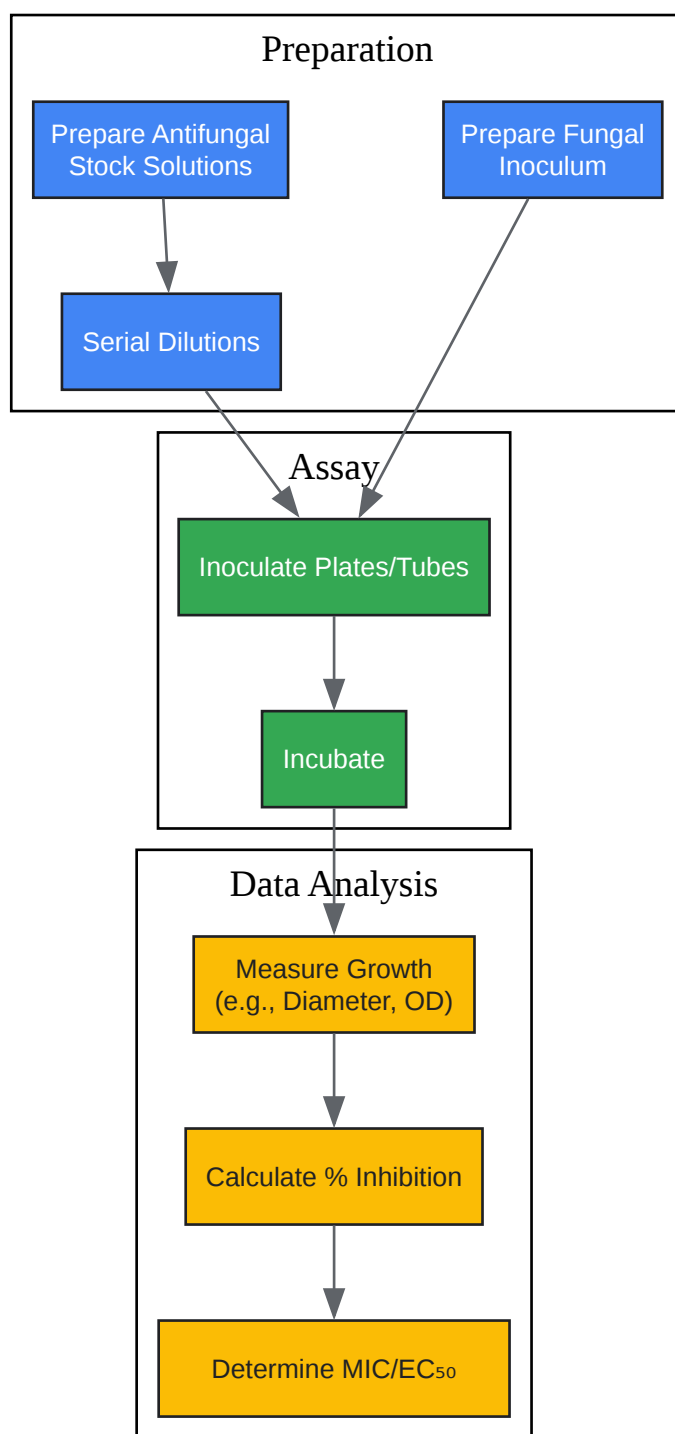 Preparation
Prepare Antifungal
Stock Solutions
Prepare Fungal
Inoculum
Serial Dilutions
Assay
Inoculate Plates/Tubes
Incubate
Data Analysis
Measure Growth
(e.g., Diameter, OD)
Calculate % Inhibition
Determine MIC/EC₅₀